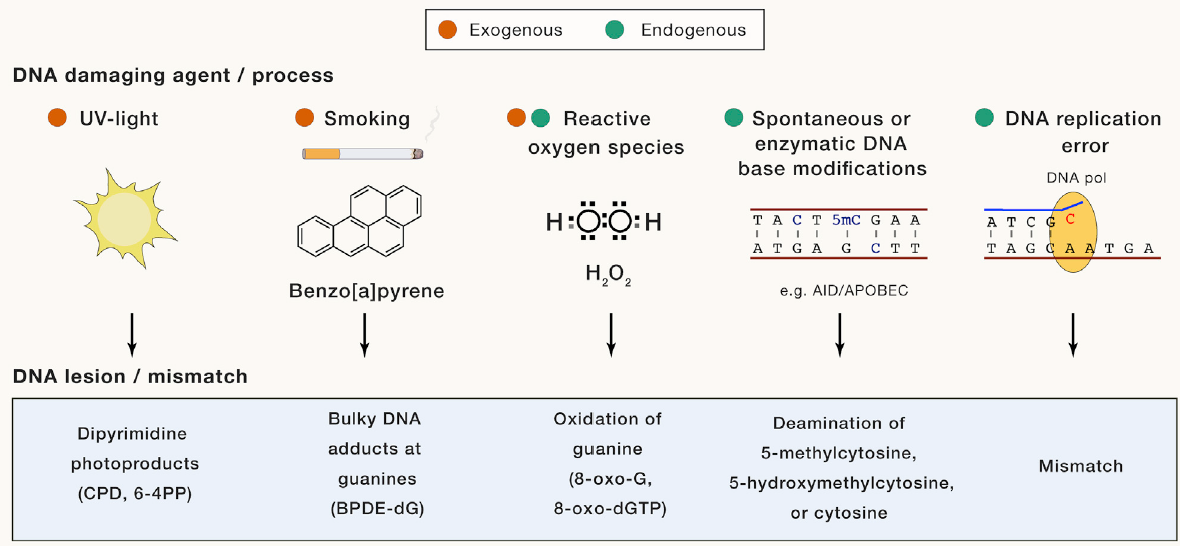 Exogenous Endogenous
DNA damaging agent / process
UV-light
Smoking
Benzo[a]pyrene
Reactive
oxygen species
H:O:O:H
H₂O₂
Spontaneous or
enzymatic DNA
base modifications
T A C T 5mC G A A
A T G A G C T T
e.g. AID/APOBEC
DNA replication
error
DNA pol
A T C G C
T A G C A A T G A
DNA lesion / mismatch
Dipyrimidine
photoproducts
(CPD, 6-4PP)
Bulky DNA
adducts at
guanines
(BPDE-dG)
Oxidation of
guanine
(8-oxo-G,
8-oxo-dGTP)
Deamination of
5-methylcytosine,
5-hydroxymethylcytosine,
or cytosine
Mismatch